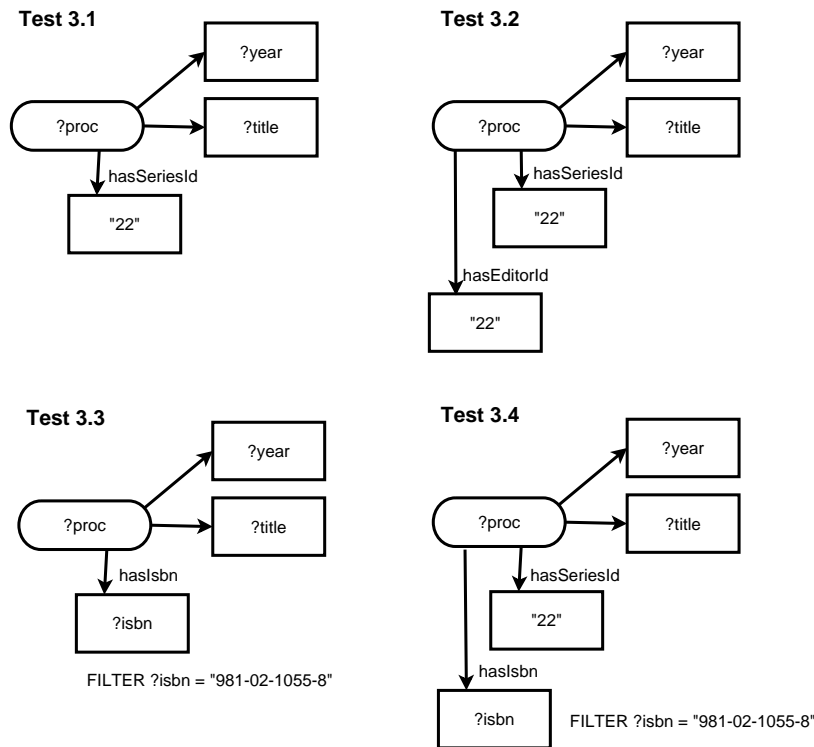 Test 3.1
?year
?proc
?title
hasSeriesId
"22"
Test 3.2
?year
?proc
?title
hasSeriesId
"22"
hasEditorId
"22"
Test 3.3
?year
?proc
?title
hasIsbn
?isbn
FILTER ?isbn = "981-02-1055-8"
Test 3.4
?year
?proc
?title
hasSeriesId
"22"
hasIsbn
?isbn
FILTER ?isbn = "981-02-1055-8"